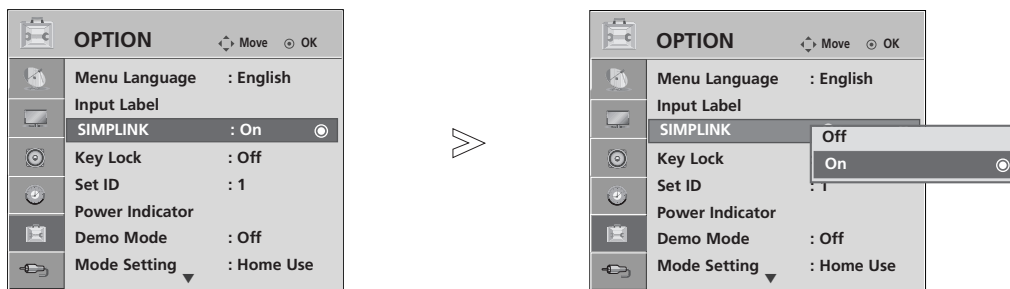 OPTION Move OK
Menu Language : English
Input Label
SIMPLINK : On
Key Lock : Off
Set ID : 1
Power Indicator
Demo Mode : Off
Mode Setting : Home Use
OPTION Move OK
Menu Language : English
Input Label
SIMPLINK
Off
Key Lock
On
Set ID : 1
Power Indicator
Demo Mode : Off
Mode Setting : Home Use